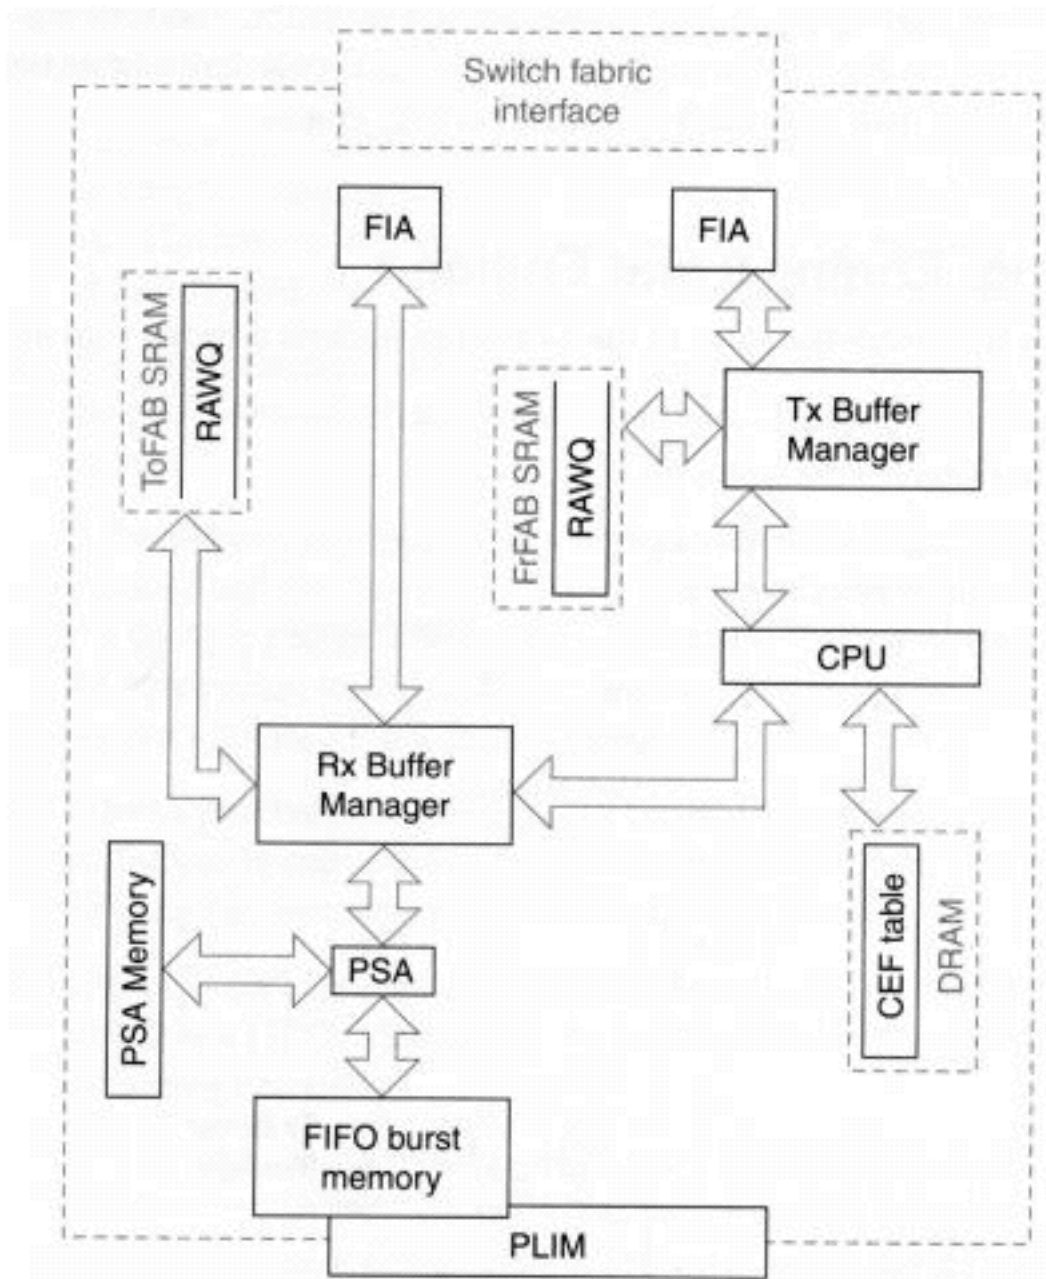 Switch fabric
interface
FIA
FIA
ToFAB SRAM
RAWQ
FrFAB SRAM
RAWQ
Tx Buffer
Manager
CPU
Rx Buffer
Manager
PSA Memory
PSA
CEF table
DRAM
FIFO burst
memory
PLIM